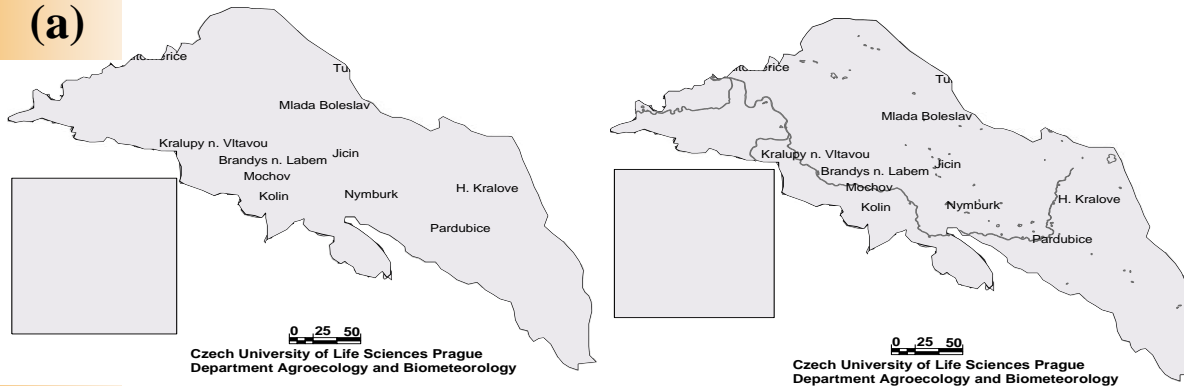 (a)
Tu
Mlada Boleslav
Kralupy n. Vltavou
Brandys n. Labem
Jicin
Mochov
Kolin
Nymburk
H. Kralove
Pardubice
0 25 50
Czech University of Life Sciences Prague
Department Agroecology and Biometeorology
Tu
Mlada Boleslav
Kralupy n. Vltavou
Brandys n. Labem
Jicin
Mochov
Kolin
Nymburk
H. Kralove
Pardubice
0 25 50
Czech University of Life Sciences Prague
Department Agroecology and Biometeorology